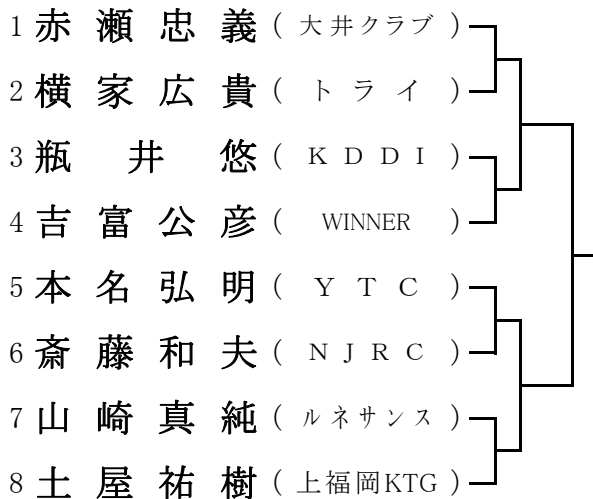 1 赤瀬忠義 ( 大井クラブ )
2 横家広貴 ( トライ )
3 瓶井悠 ( KDDI )
4 吉富公彦 ( WINNER )
5 本名弘明 ( YTC )
6 斎藤和夫 ( NJRC )
7 山崎真純 ( ルネサンス )
8 土屋祐樹 ( 上福岡KTG )